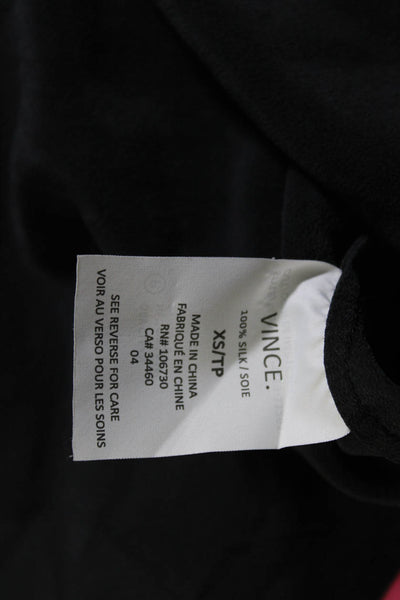 VINCE.
100% SILK / SOIE
XS/TP
MADE IN CHINA
FABRIQUÉ EN CHINE
RN# 106730
CA# 34460
04
SEE REVERSE FOR CARE
VOIR AU VERSO POUR LES SOINS